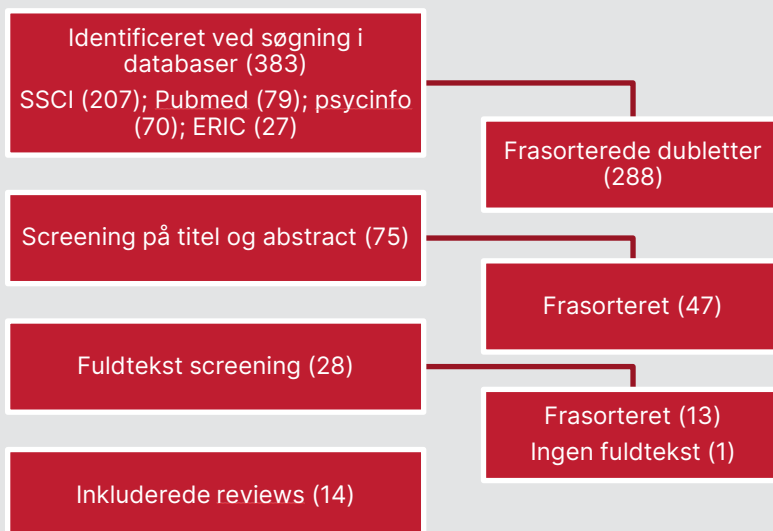 Identificeret ved søgning i
databaser (383)
SSCI (207); Pubmed (79); psycinfo
(70); ERIC (27)
Frasorterede dubletter
(288)
Screening på titel og abstract (75)
Frasorteret (47)
Fuldtekst screening (28)
Frasorteret (13)
Ingen fuldtekst (1)
Inkluderede reviews (14)